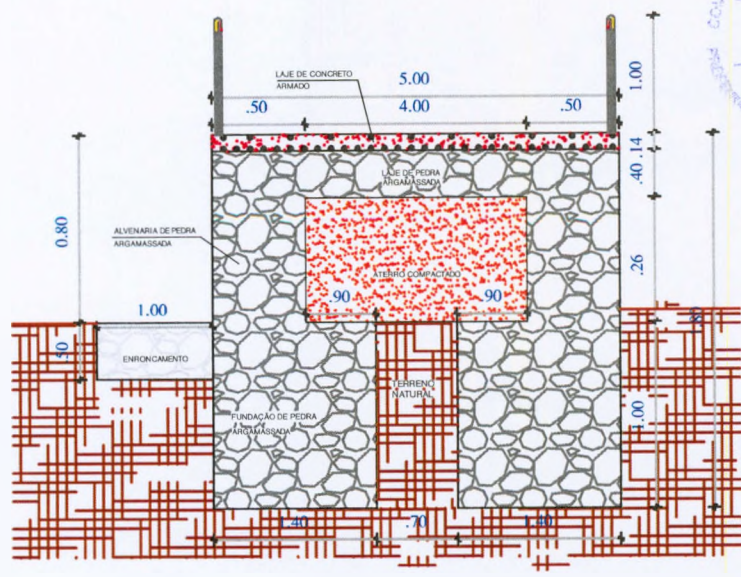 LAJE DE CONCRETO
ARMADO
5.00
.50
4.00
.50
1.00
.14
LAJE DE PEDRA
ARGAMASSADA
.40
0.80
ALVENARIA DE PEDRA
ARGAMASSADA
ATERRO COMPACTADO
.26
.90
.90
1.00
ENRONCAMENTO
.50
TERRENO
NATURAL
FUNDAÇÃO DE PEDRA
ARGAMASSADA
1.00
1.40
.70
1.40